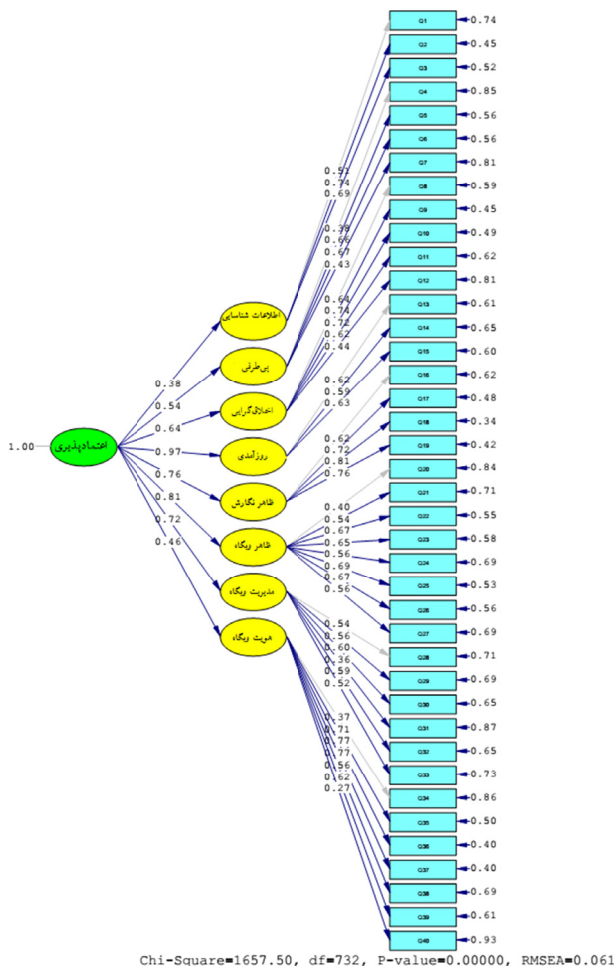 1.00
اعتمادپذیری
0.38
0.54
0.64
0.97
0.76
0.81
0.72
0.46
اطلاعات شناسایی
بی‌طرفی
اخلاق‌گرایی
روزآمدی
ظاهر نگارش
ظاهر وبگاه
مدیریت وبگاه
هویت وبگاه
0.51
0.74
0.69
0.38
0.66
0.67
0.43
0.64
0.74
0.72
0.62
0.44
0.62
0.59
0.63
0.62
0.72
0.81
0.76
0.40
0.54
0.67
0.65
0.56
0.69
0.67
0.56
0.54
0.56
0.60
0.36
0.59
0.52
0.37
0.71
0.77
0.77
0.56
0.62
0.27
Q1 0.74
Q2 0.45
Q3 0.52
Q4 0.85
Q5 0.56
Q6 0.56
Q7 0.81
Q8 0.59
Q9 0.45
Q10 0.49
Q11 0.62
Q12 0.81
Q13 0.61
Q14 0.65
Q15 0.60
Q16 0.62
Q17 0.48
Q18 0.34
Q19 0.42
Q20 0.84
Q21 0.71
Q22 0.55
Q23 0.58
Q24 0.69
Q25 0.53
Q26 0.56
Q27 0.69
Q28 0.71
Q29 0.69
Q30 0.65
Q31 0.87
Q32 0.65
Q33 0.73
Q34 0.86
Q35 0.50
Q36 0.40
Q37 0.40
Q38 0.69
Q39 0.61
Q40 0.93
Chi-Square=1657.50, df=732, P-value=0.00000, RMSEA=0.061